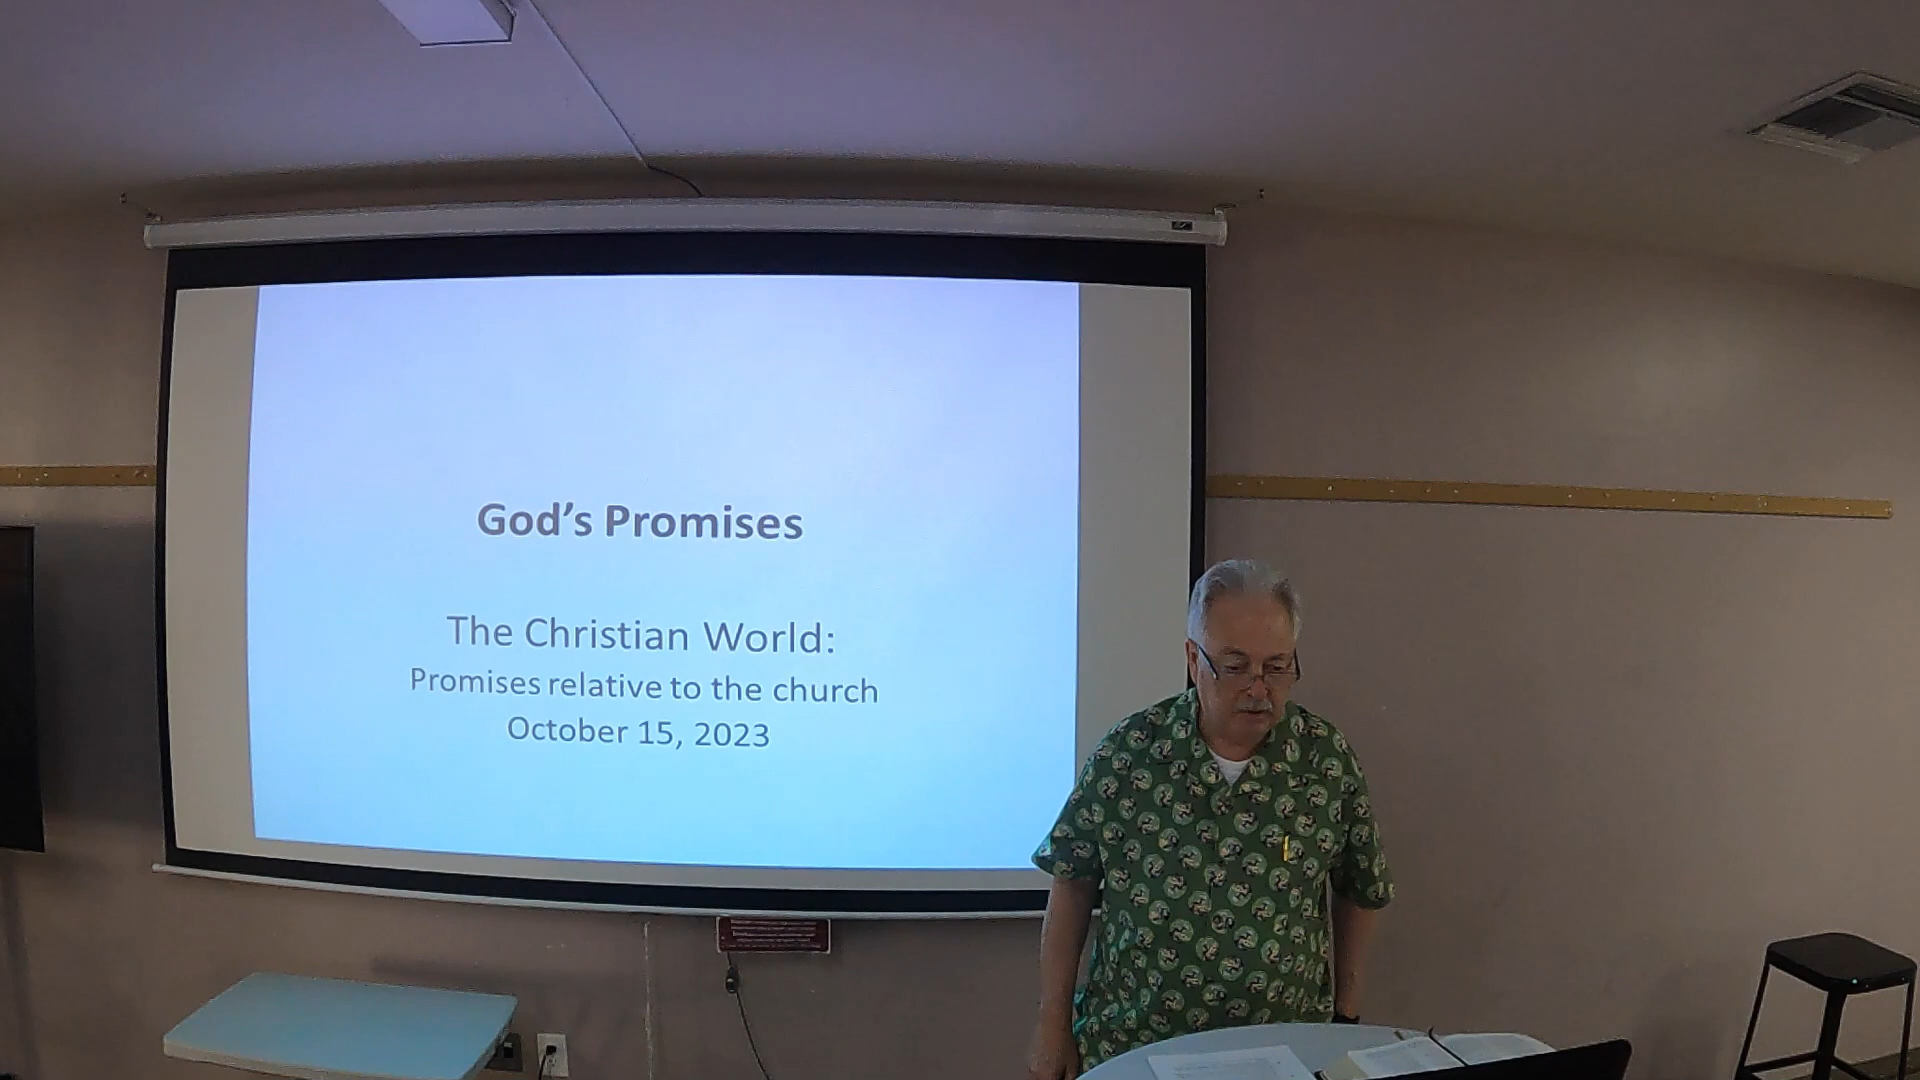 God’s Promises
The Christian World:
Promises relative to the church
October 15, 2023